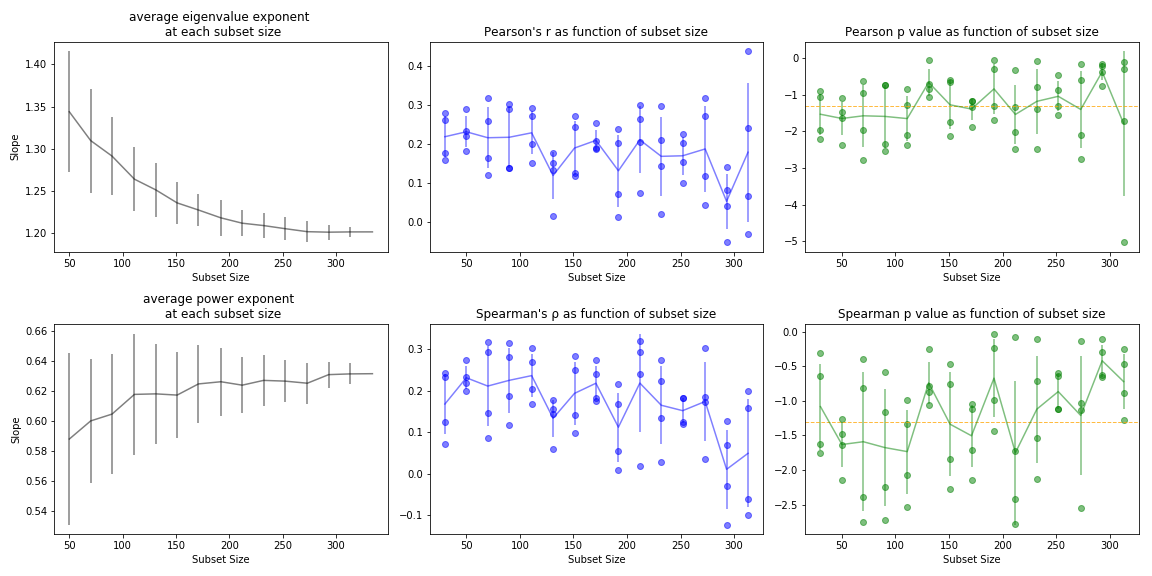 average eigenvalue exponent
at each subset size
Slope
1.40
1.35
1.30
1.25
1.20
50 100 150 200 250 300
Subset Size
Pearson's r as function of subset size
0.4
0.3
0.2
0.1
0.0
50 100 150 200 250 300
Subset Size
Pearson p value as function of subset size
0
−1
−2
−3
−4
−5
50 100 150 200 250 300
Subset Size
average power exponent
at each subset size
Slope
0.66
0.64
0.62
0.60
0.58
0.56
0.54
50 100 150 200 250 300
Subset Size
Spearman's ρ as function of subset size
0.3
0.2
0.1
0.0
−0.1
50 100 150 200 250 300
Subset Size
Spearman p value as function of subset size
0.0
−0.5
−1.0
−1.5
−2.0
−2.5
50 100 150 200 250 300
Subset Size